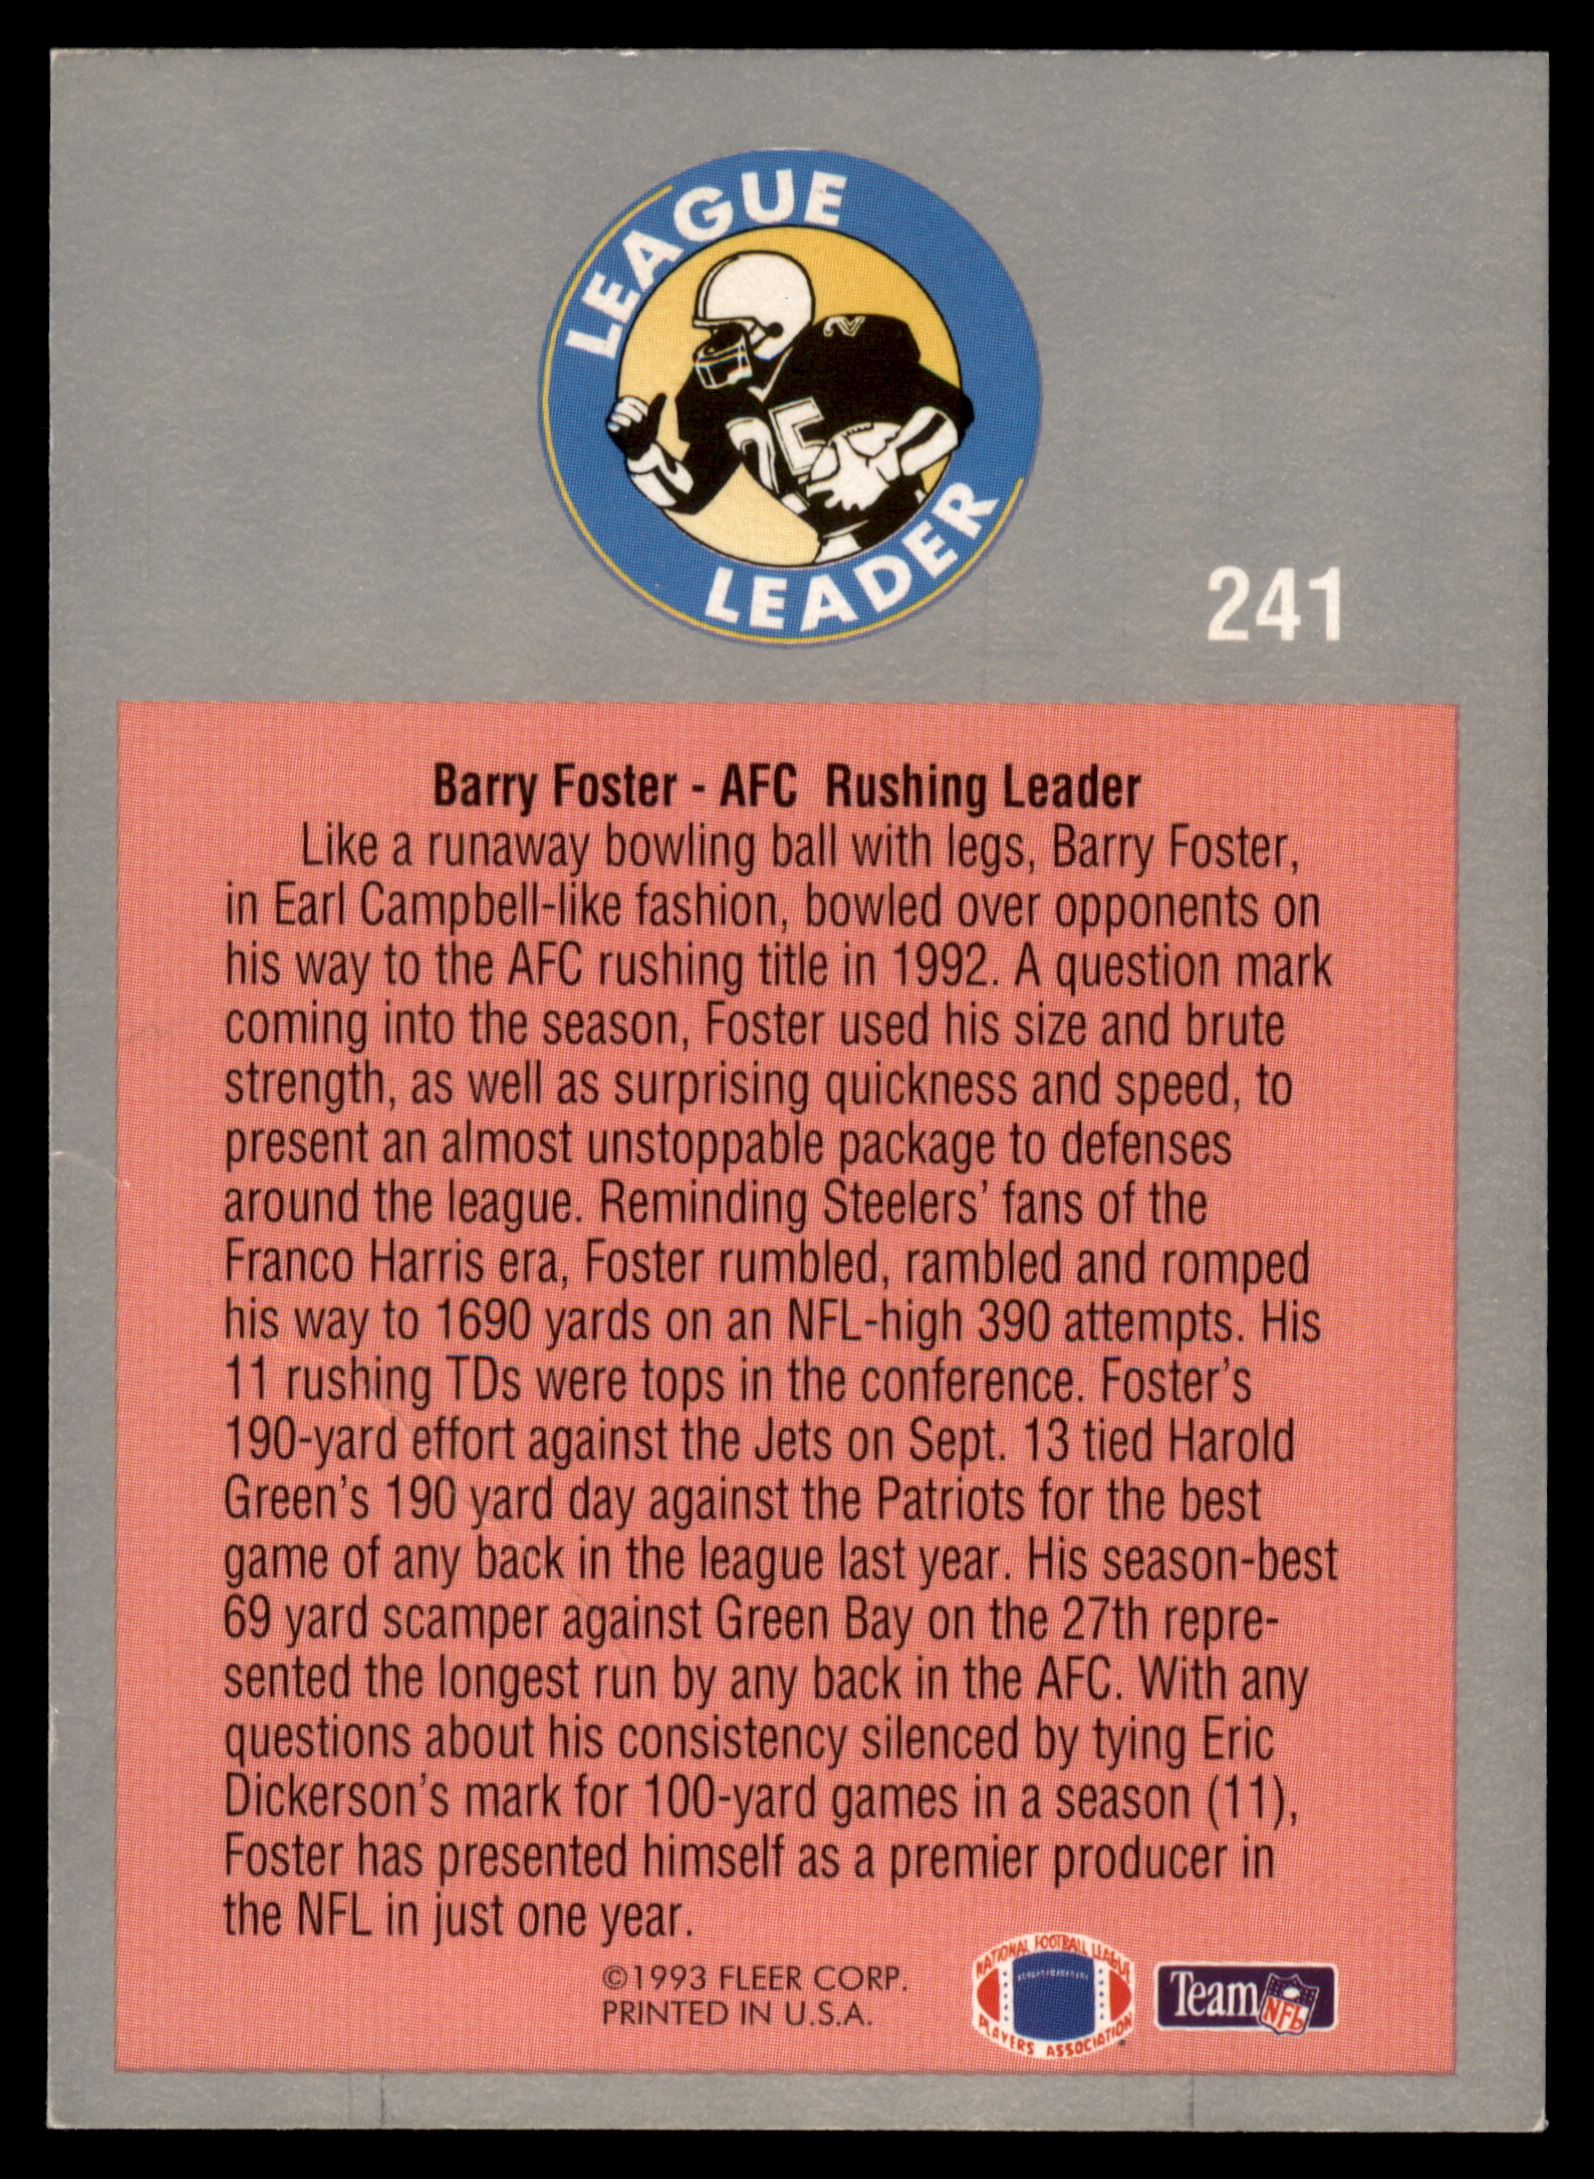 LEAGUE
25
2
LEADER
241
Barry Foster - AFC Rushing Leader
Like a runaway bowling ball with legs, Barry Foster,
in Earl Campbell-like fashion, bowled over opponents on
his way to the AFC rushing title in 1992. A question mark
coming into the season, Foster used his size and brute
strength, as well as surprising quickness and speed, to
present an almost unstoppable package to defenses
around the league. Reminding Steelers' fans of the
Franco Harris era, Foster rumbled, rambled and romped
his way to 1690 yards on an NFL-high 390 attempts. His
11 rushing TDs were tops in the conference. Foster's
190-yard effort against the Jets on Sept. 13 tied Harold
Green's 190 yard day against the Patriots for the best
game of any back in the league last year. His season-best
69 yard scamper against Green Bay on the 27th repre-
sented the longest run by any back in the AFC. With any
questions about his consistency silenced by tying Eric
Dickerson's mark for 100-yard games in a season (11),
Foster has presented himself as a premier producer in
the NFL in just one year.
©1993 FLEER CORP.
PRINTED IN U.S.A.
NATIONAL FOOTBALL LEAGUE
PLAYERS ASSOCIATION
Team NFL